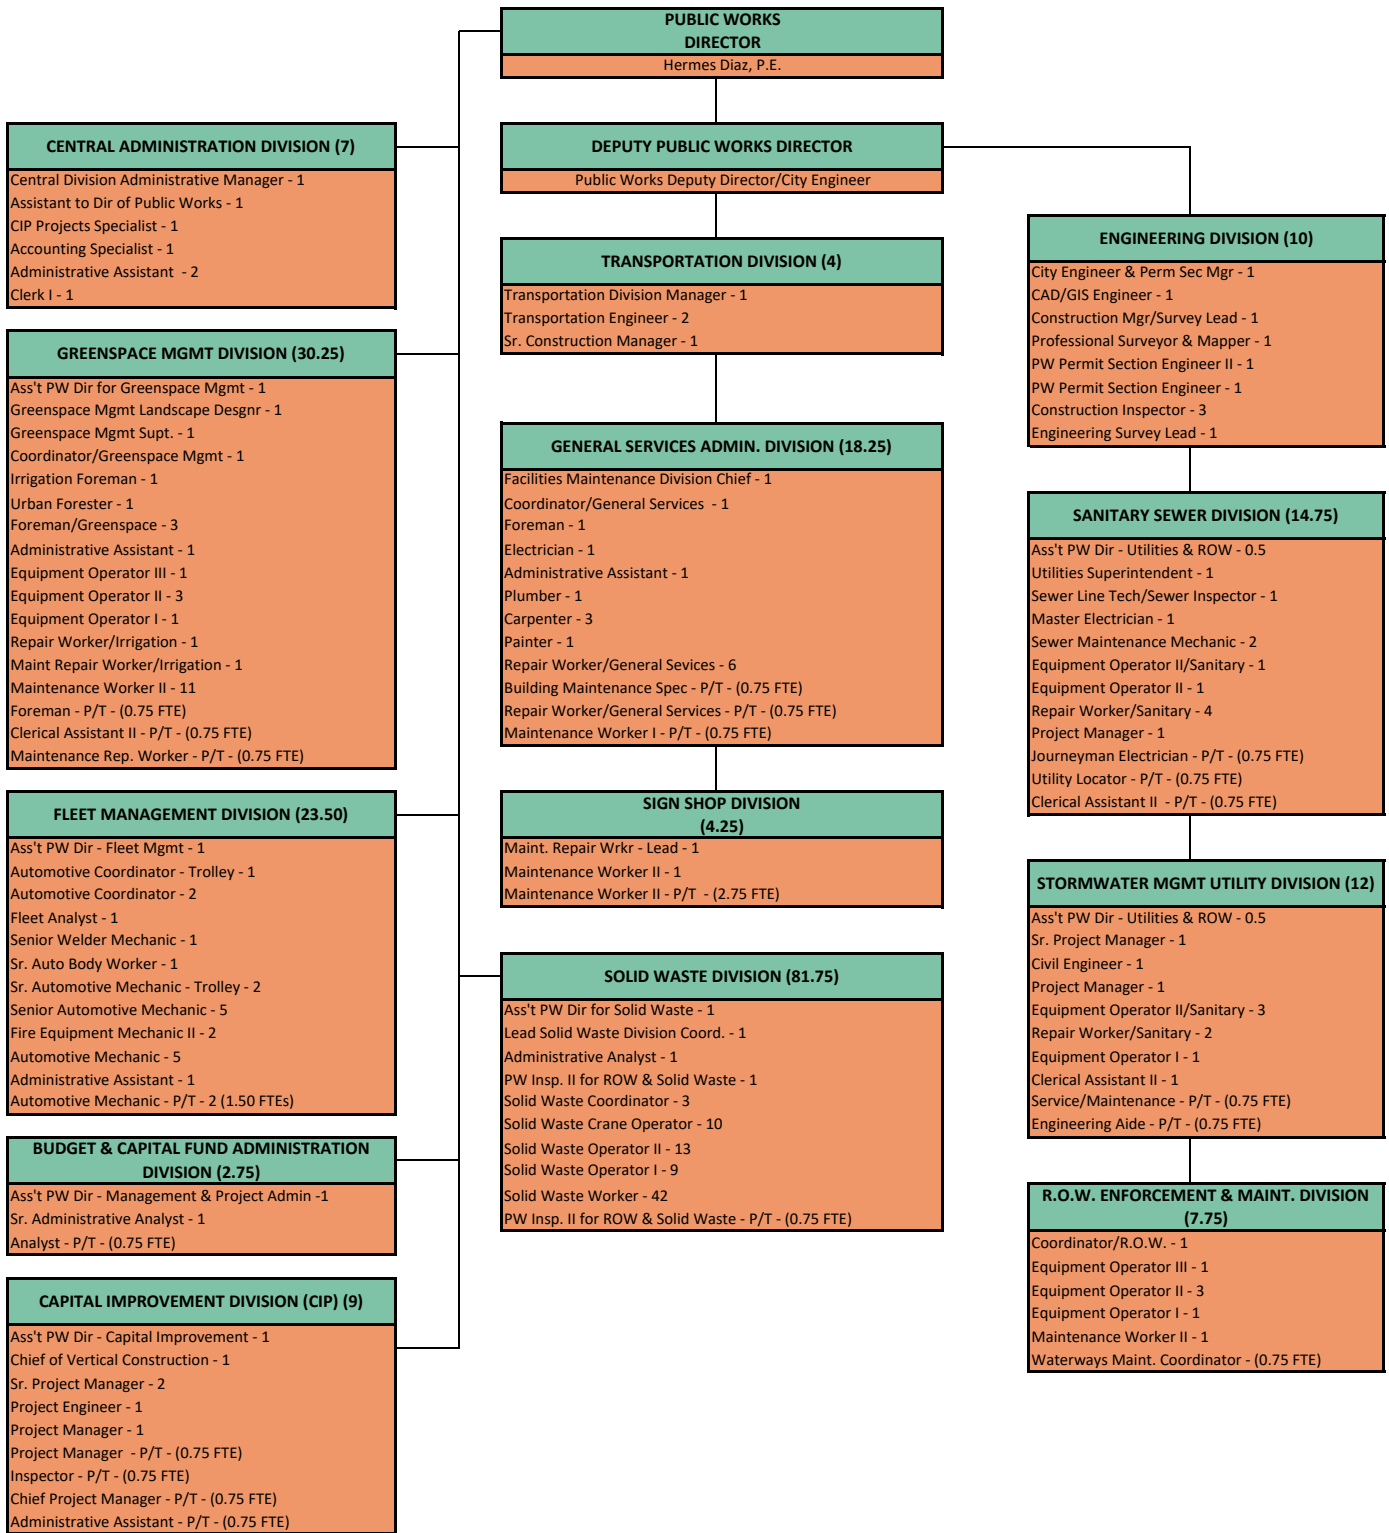 PUBLIC WORKS
DIRECTOR
Hermes Diaz, P.E.
CENTRAL ADMINISTRATION DIVISION (7)
Central Division Administrative Manager - 1
Assistant to Dir of Public Works - 1
CIP Projects Specialist - 1
Accounting Specialist - 1
Administrative Assistant - 2
Clerk I - 1
GREENSPACE MGMT DIVISION (30.25)
Ass't PW Dir for Greenspace Mgmt - 1
Greenspace Mgmt Landscape Desgnr - 1
Greenspace Mgmt Supt. - 1
Coordinator/Greenspace Mgmt - 1
Irrigation Foreman - 1
Urban Forester - 1
Foreman/Greenspace - 3
Administrative Assistant - 1
Equipment Operator III - 1
Equipment Operator II - 3
Equipment Operator I - 1
Repair Worker/Irrigation - 1
Maint Repair Worker/Irrigation - 1
Maintenance Worker II - 11
Foreman - P/T - (0.75 FTE)
Clerical Assistant II - P/T - (0.75 FTE)
Maintenance Rep. Worker - P/T - (0.75 FTE)
FLEET MANAGEMENT DIVISION (23.50)
Ass't PW Dir - Fleet Mgmt - 1
Automotive Coordinator - Trolley - 1
Automotive Coordinator - 2
Fleet Analyst - 1
Senior Welder Mechanic - 1
Sr. Auto Body Worker - 1
Sr. Automotive Mechanic - Trolley - 2
Senior Automotive Mechanic - 5
Fire Equipment Mechanic II - 2
Automotive Mechanic - 5
Administrative Assistant - 1
Automotive Mechanic - P/T - 2 (1.50 FTEs)
BUDGET & CAPITAL FUND ADMINISTRATION
DIVISION (2.75)
Ass't PW Dir - Management & Project Admin -1
Sr. Administrative Analyst - 1
Analyst - P/T - (0.75 FTE)
CAPITAL IMPROVEMENT DIVISION (CIP) (9)
Ass't PW Dir - Capital Improvement - 1
Chief of Vertical Construction - 1
Sr. Project Manager - 2
Project Engineer - 1
Project Manager - 1
Project Manager - P/T - (0.75 FTE)
Inspector - P/T - (0.75 FTE)
Chief Project Manager - P/T - (0.75 FTE)
Administrative Assistant - P/T - (0.75 FTE)
DEPUTY PUBLIC WORKS DIRECTOR
Public Works Deputy Director/City Engineer
TRANSPORTATION DIVISION (4)
Transportation Division Manager - 1
Transportation Engineer - 2
Sr. Construction Manager - 1
GENERAL SERVICES ADMIN. DIVISION (18.25)
Facilities Maintenance Division Chief - 1
Coordinator/General Services - 1
Foreman - 1
Electrician - 1
Administrative Assistant - 1
Plumber - 1
Carpenter - 3
Painter - 1
Repair Worker/General Sevices - 6
Building Maintenance Spec - P/T - (0.75 FTE)
Repair Worker/General Services - P/T - (0.75 FTE)
Maintenance Worker I - P/T - (0.75 FTE)
SIGN SHOP DIVISION
(4.25)
Maint. Repair Wrkr - Lead - 1
Maintenance Worker II - 1
Maintenance Worker II - P/T - (2.75 FTE)
SOLID WASTE DIVISION (81.75)
Ass't PW Dir for Solid Waste - 1
Lead Solid Waste Division Coord. - 1
Administrative Analyst - 1
PW Insp. II for ROW & Solid Waste - 1
Solid Waste Coordinator - 3
Solid Waste Crane Operator - 10
Solid Waste Operator II - 13
Solid Waste Operator I - 9
Solid Waste Worker - 42
PW Insp. II for ROW & Solid Waste - P/T - (0.75 FTE)
ENGINEERING DIVISION (10)
City Engineer & Perm Sec Mgr - 1
CAD/GIS Engineer - 1
Construction Mgr/Survey Lead - 1
Professional Surveyor & Mapper - 1
PW Permit Section Engineer II - 1
PW Permit Section Engineer - 1
Construction Inspector - 3
Engineering Survey Lead - 1
SANITARY SEWER DIVISION (14.75)
Ass't PW Dir - Utilities & ROW - 0.5
Utilities Superintendent - 1
Sewer Line Tech/Sewer Inspector - 1
Master Electrician - 1
Sewer Maintenance Mechanic - 2
Equipment Operator II/Sanitary - 1
Equipment Operator II - 1
Repair Worker/Sanitary - 4
Project Manager - 1
Journeyman Electrician - P/T - (0.75 FTE)
Utility Locator - P/T - (0.75 FTE)
Clerical Assistant II - P/T - (0.75 FTE)
STORMWATER MGMT UTILITY DIVISION (12)
Ass't PW Dir - Utilities & ROW - 0.5
Sr. Project Manager - 1
Civil Engineer - 1
Project Manager - 1
Equipment Operator II/Sanitary - 3
Repair Worker/Sanitary - 2
Equipment Operator I - 1
Clerical Assistant II - 1
Service/Maintenance - P/T - (0.75 FTE)
Engineering Aide - P/T - (0.75 FTE)
R.O.W. ENFORCEMENT & MAINT. DIVISION
(7.75)
Coordinator/R.O.W. - 1
Equipment Operator III - 1
Equipment Operator II - 3
Equipment Operator I - 1
Maintenance Worker II - 1
Waterways Maint. Coordinator - (0.75 FTE)